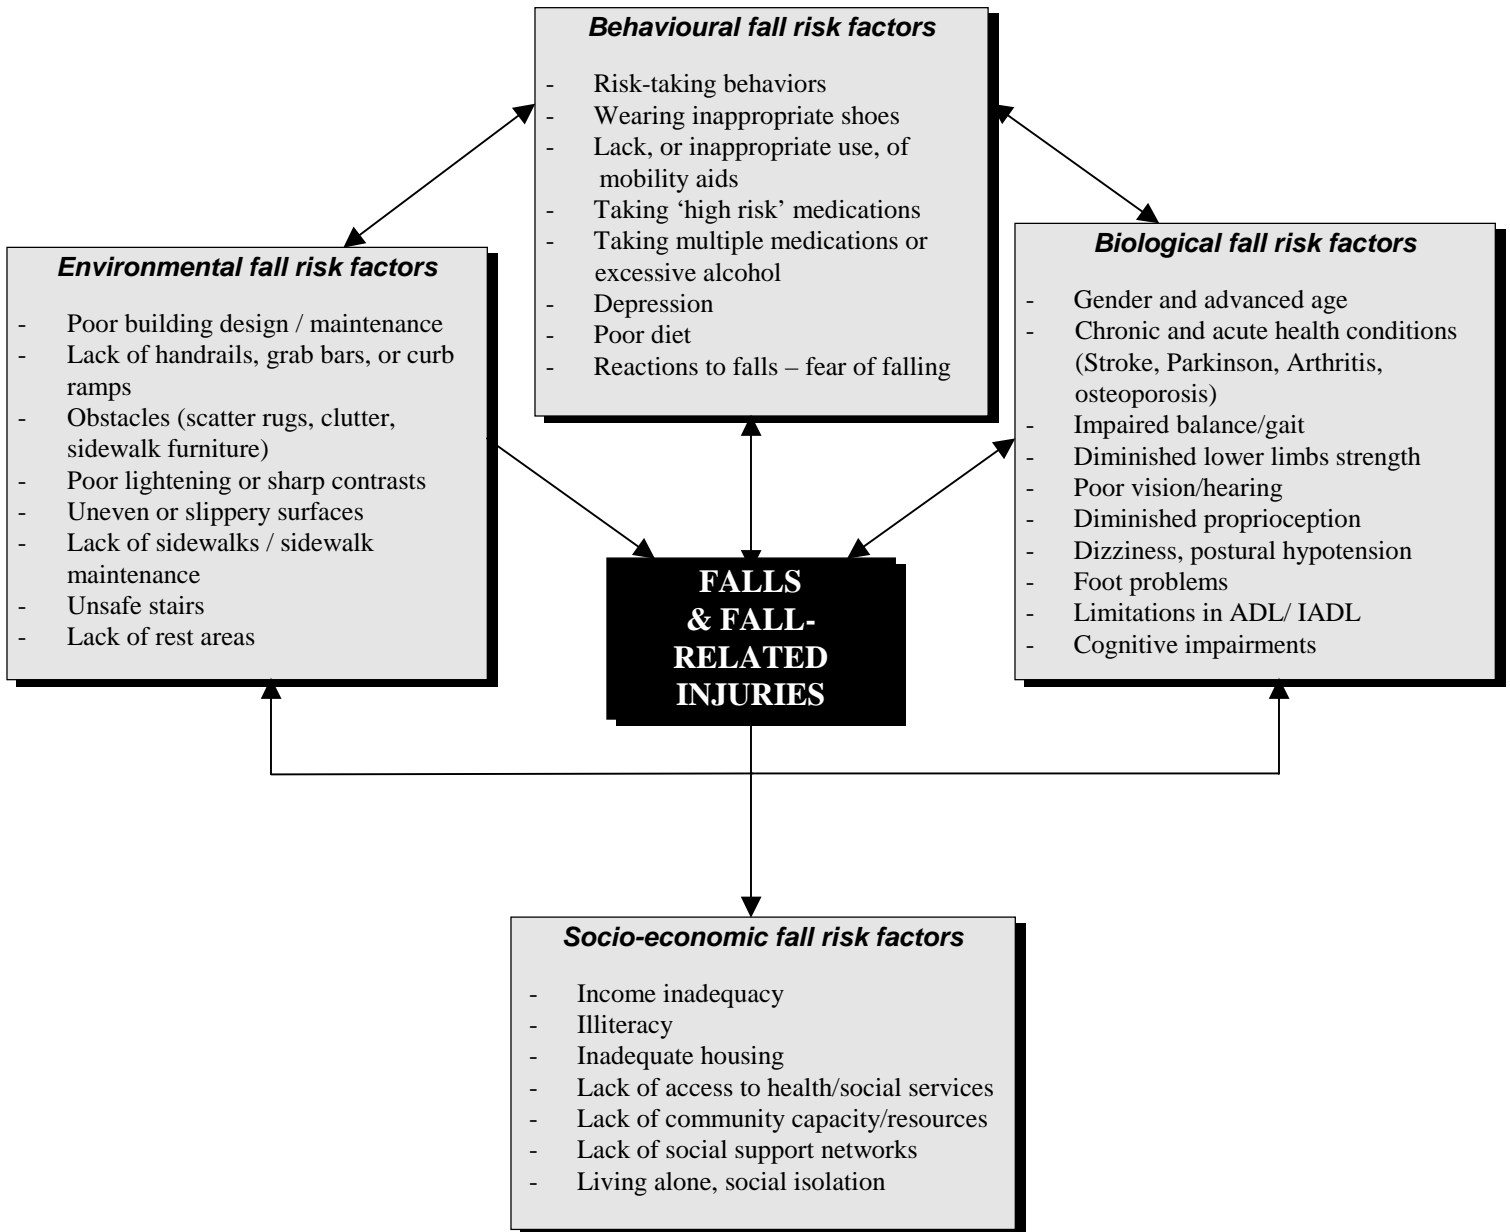 Behavioural fall risk factors
- Risk-taking behaviors
- Wearing inappropriate shoes
- Lack, or inappropriate use, of
mobility aids
- Taking ‘high risk’ medications
- Taking multiple medications or
excessive alcohol
- Depression
- Poor diet
- Reactions to falls – fear of falling
Environmental fall risk factors
- Poor building design / maintenance
- Lack of handrails, grab bars, or curb
ramps
- Obstacles (scatter rugs, clutter,
sidewalk furniture)
- Poor lightening or sharp contrasts
- Uneven or slippery surfaces
- Lack of sidewalks / sidewalk
maintenance
- Unsafe stairs
- Lack of rest areas
Biological fall risk factors
- Gender and advanced age
- Chronic and acute health conditions
(Stroke, Parkinson, Arthritis,
osteoporosis)
- Impaired balance/gait
- Diminished lower limbs strength
- Poor vision/hearing
- Diminished proprioception
- Dizziness, postural hypotension
- Foot problems
- Limitations in ADL/ IADL
- Cognitive impairments
FALLS
& FALL-
RELATED
INJURIES
Socio-economic fall risk factors
- Income inadequacy
- Illiteracy
- Inadequate housing
- Lack of access to health/social services
- Lack of community capacity/resources
- Lack of social support networks
- Living alone, social isolation